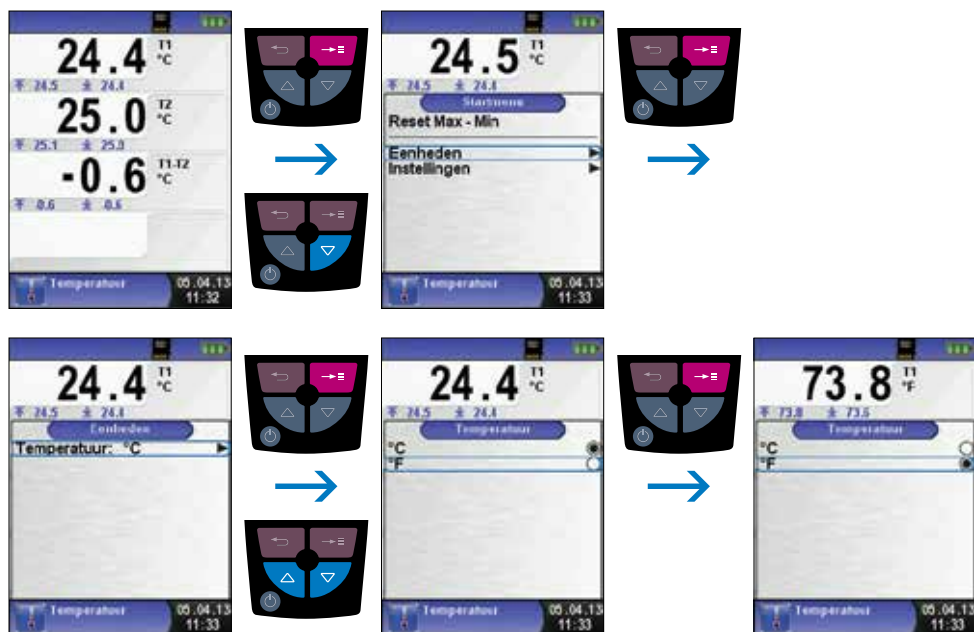 24.4 T1 °C
24.5 24.4
25.0 T2 °C
25.1 25.0
-0.6 T1-T2 °C
-0.6 -0.6
Temperatuur 05.04.13
11:32
24.5 T1 °C
24.5 24.4
Startmenu
Reset Max - Min
Eenheden
Instellingen
Temperatuur 05.04.13
11:33
24.4 T1 °C
24.5 24.4
Eenheden
Temperatuur: °C
Temperatuur 05.04.13
11:33
24.4 T1 °C
24.5 24.4
Temperatuur
°C
°F
Temperatuur 05.04.13
11:33
73.8 T1 °F
73.8 73.6
Temperatuur
°C
°F
Temperatuur 05.04.13
11:33